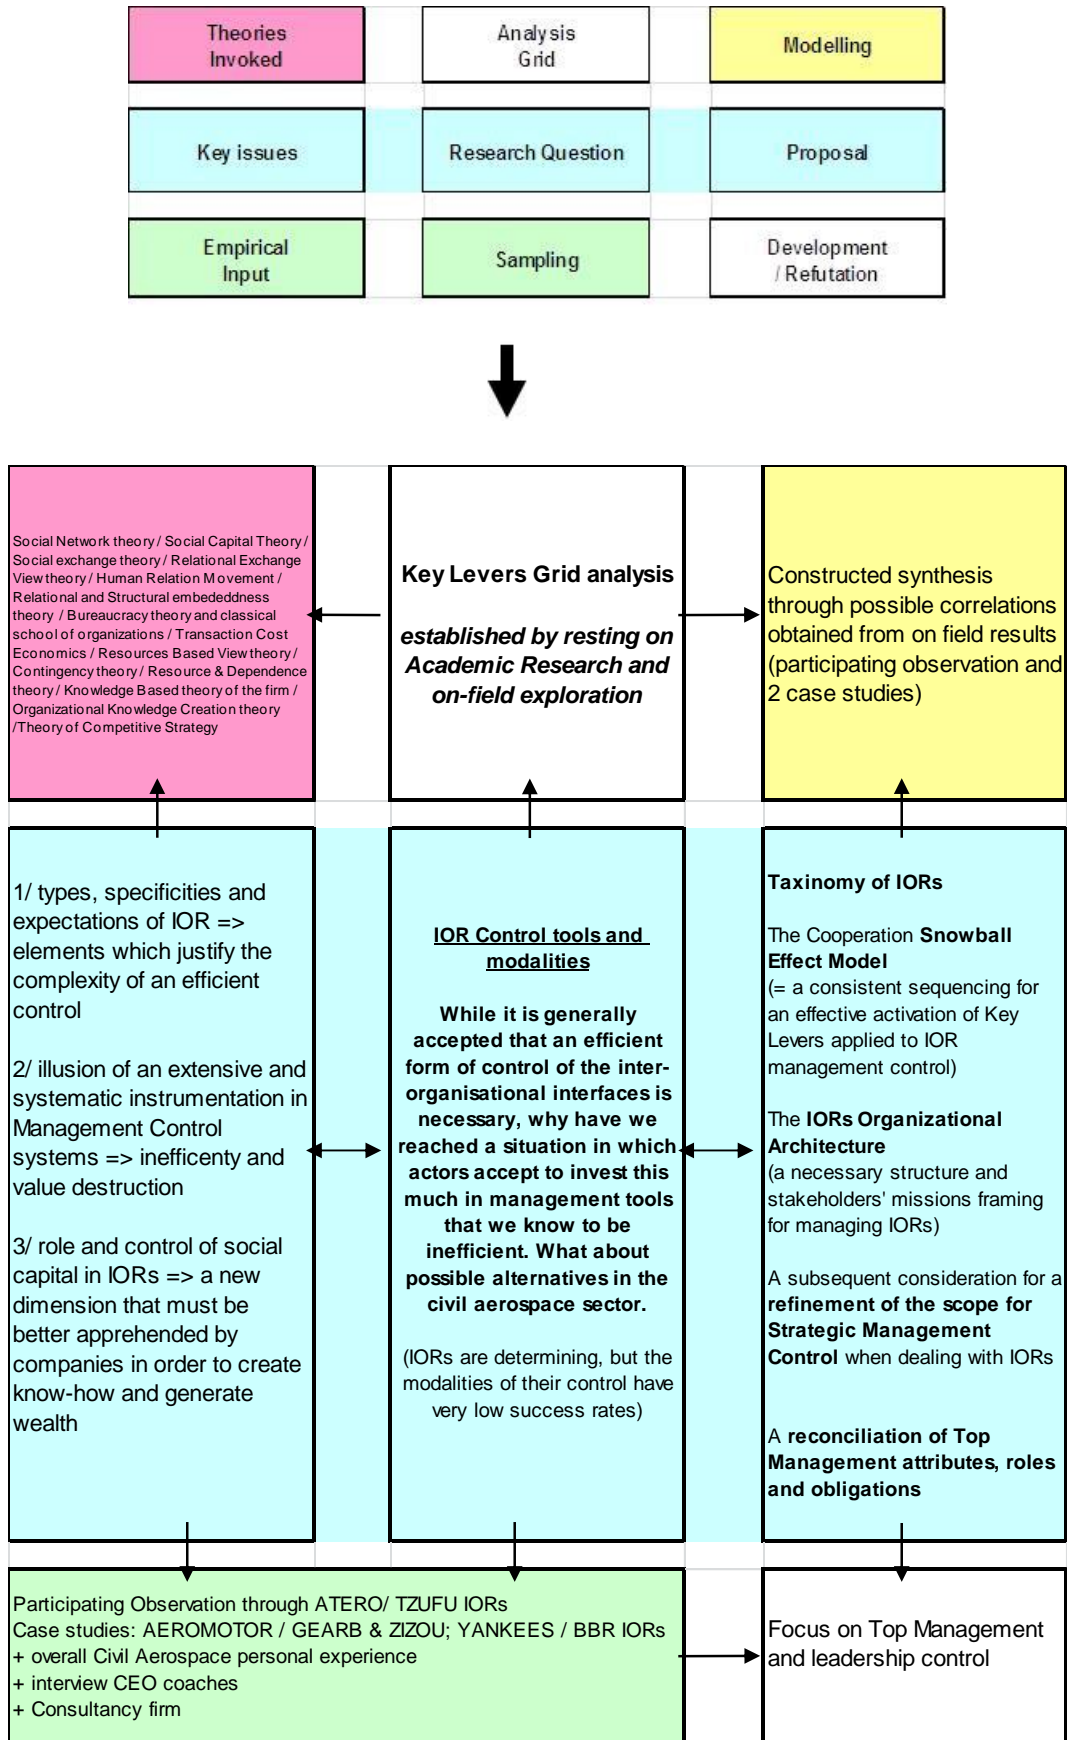 Theories
Invoked
Analysis
Grid
Modelling
Key issues
Research Question
Proposal
Empirical
Input
Sampling
Development
/ Refutation
Social Network theory / Social Capital Theory /
Social exchange theory / Relational Exchange
View theory / Human Relation Movement /
Relational and Structural embededdness
theory / Bureaucracy theory and classical
school of organizations / Transaction Cost
Economics / Resources Based View theory /
Contingency theory / Resource & Dependence
theory / Knowledge Based theory of the firm /
Organizational Knowledge Creation theory
/Theory of Competitive Strategy
Key Levers Grid analysis
established by resting on
Academic Research and
on-field exploration
Constructed synthesis
through possible correlations
obtained from on field results
(participating observation and
2 case studies)
1/ types, specificities and
expectations of IOR =>
elements which justify the
complexity of an efficient
control
2/ illusion of an extensive and
systematic instrumentation in
Management Control
systems => inefficenty and
value destruction
3/ role and control of social
capital in IORs => a new
dimension that must be
better apprehended by
companies in order to create
know-how and generate
wealth
IOR Control tools and
modalities
While it is generally
accepted that an efficient
form of control of the inter-
organisational interfaces is
necessary, why have we
reached a situation in which
actors accept to invest this
much in management tools
that we know to be
inefficient. What about
possible alternatives in the
civil aerospace sector.
(IORs are determining, but the
modalities of their control have
very low success rates)
Taxinomy of IORs
The Cooperation Snowball
Effect Model
(= a consistent sequencing for
an effective activation of Key
Levers applied to IOR
management control)
The IORs Organizational
Architecture
(a necessary structure and
stakeholders' missions framing
for managing IORs)
A subsequent consideration for a
refinement of the scope for
Strategic Management
Control when dealing with IORs
A reconciliation of Top
Management attributes, roles
and obligations
Participating Observation through ATERO/ TZUFU IORs
Case studies: AEROMOTOR / GEARB & ZIZOU; YANKEES / BBR IORs
+ overall Civil Aerospace personal experience
+ interview CEO coaches
+ Consultancy firm
Focus on Top Management
and leadership control